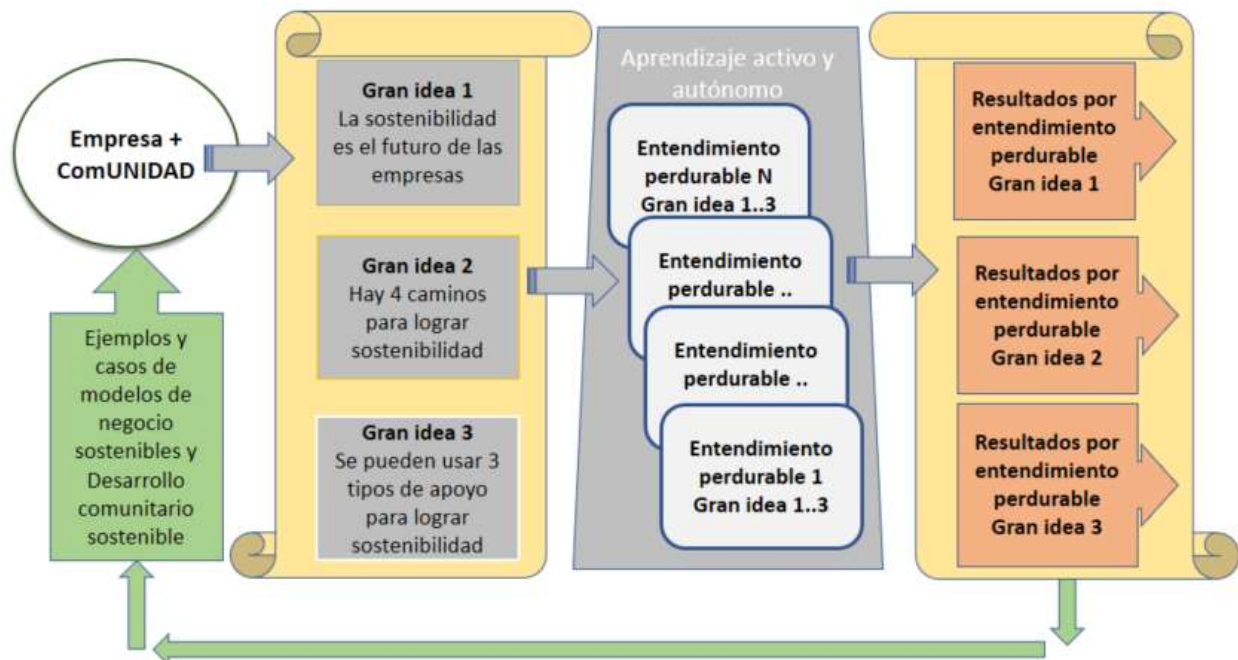 Empresa +
ComUNIDAD
Gran idea 1
La sostenibilidad
es el futuro de las
empresas
Gran idea 2
Hay 4 caminos
para lograr
sostenibilidad
Gran idea 3
Se pueden usar 3
tipos de apoyo
para lograr
sostenibilidad
Aprendizaje activo y
autónomo
Entendimiento
perdurable N
Gran idea 1..3
Entendimiento
perdurable ..
Entendimiento
perdurable ..
Entendimiento
perdurable 1
Gran idea 1..3
Resultados por
entendimiento
perdurable
Gran idea 1
Resultados por
entendimiento
perdurable
Gran idea 2
Resultados por
entendimiento
perdurable
Gran idea 3
Ejemplos y
casos de
modelos de
negocio
sostenibles y
Desarrollo
comunitario
sostenible